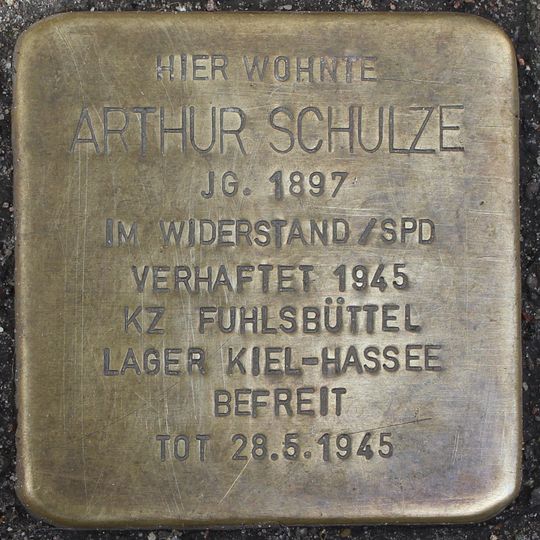 HIER WOHNTE
ARTHUR SCHULZE
JG. 1897
IM WIDERSTAND/SPD
VERHAFTET 1945
KZ FUHLSBÜTTEL
LAGER KIEL-HASSEE
BEFREIT
TOT 28.5.1945